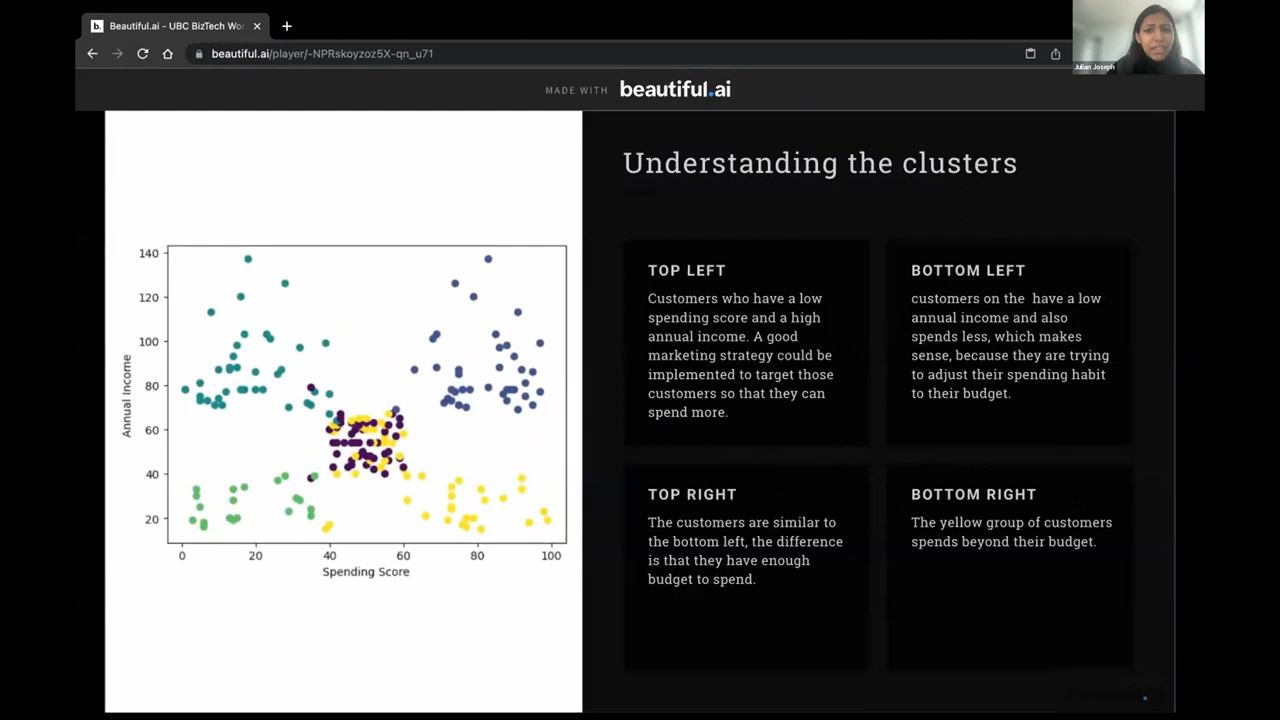 b.
Beautiful.ai - UBC BizTech Wor
beautiful.ai/player/-NPRskoyzoz5X-qn_u71
Julian Joseph
MADE WITH beautiful.ai
Understanding the clusters
140
120
100
80
60
40
20
Annual Income
0 20 40 60 80 100
Spending Score
TOP LEFT
Customers who have a low
spending score and a high
annual income. A good
marketing strategy could be
implemented to target those
customers so that they can
spend more.
BOTTOM LEFT
customers on the have a low
annual income and also
spends less, which makes
sense, because they are trying
to adjust their spending habit
to their budget.
TOP RIGHT
The customers are similar to
the bottom left, the difference
is that they have enough
budget to spend.
BOTTOM RIGHT
The yellow group of customers
spends beyond their budget.